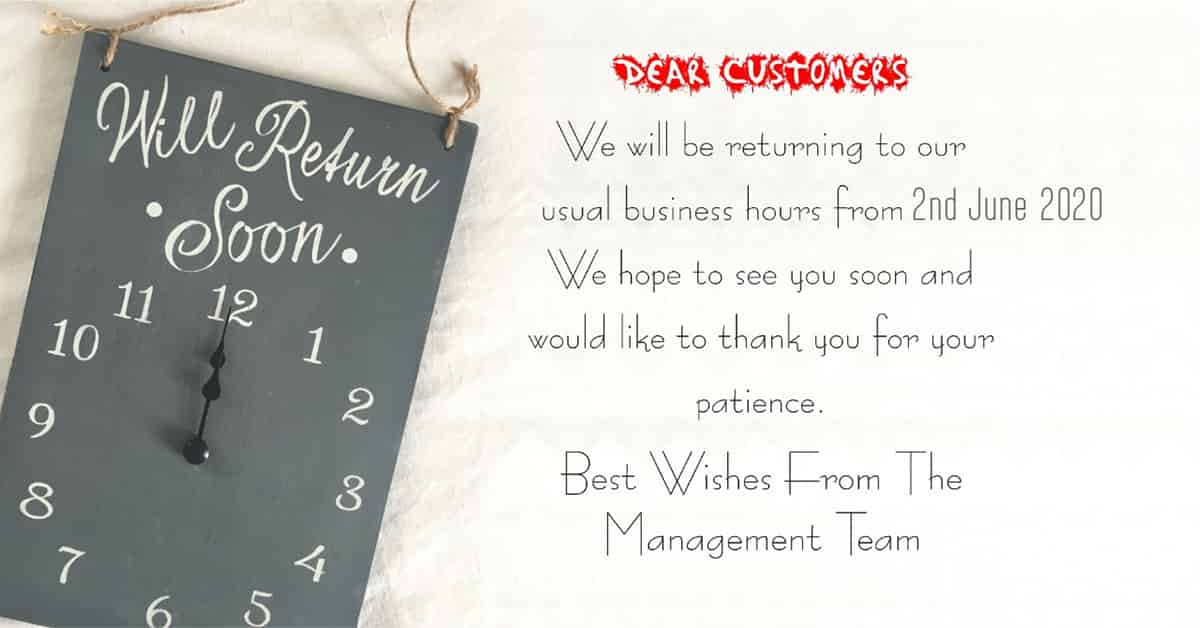 Will Return
• Soon •
11 12
10 1
9 2
8 3
7 4
6 5
DEAR CUSTOMERS
We will be returning to our
usual business hours from 2nd June 2020
We hope to see you soon and
would like to thank you for your
patience.
Best Wishes From The
Management Team